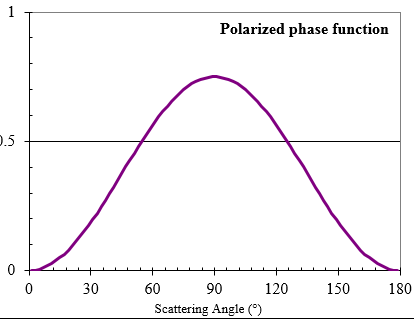 1
Polarized phase function
0.5
0
0 30 60 90 120 150 180
Scattering Angle (°)